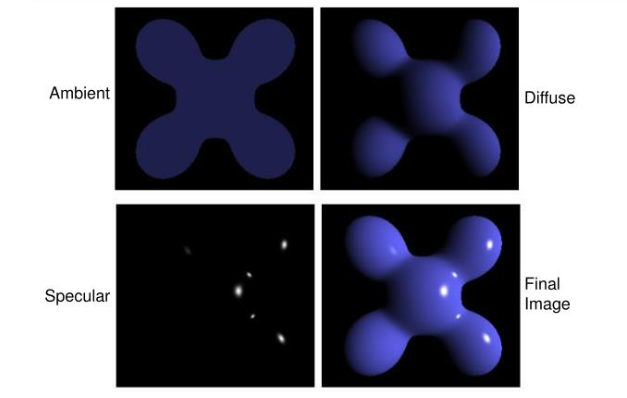 Ambient
Diffuse
Specular
Final
Image